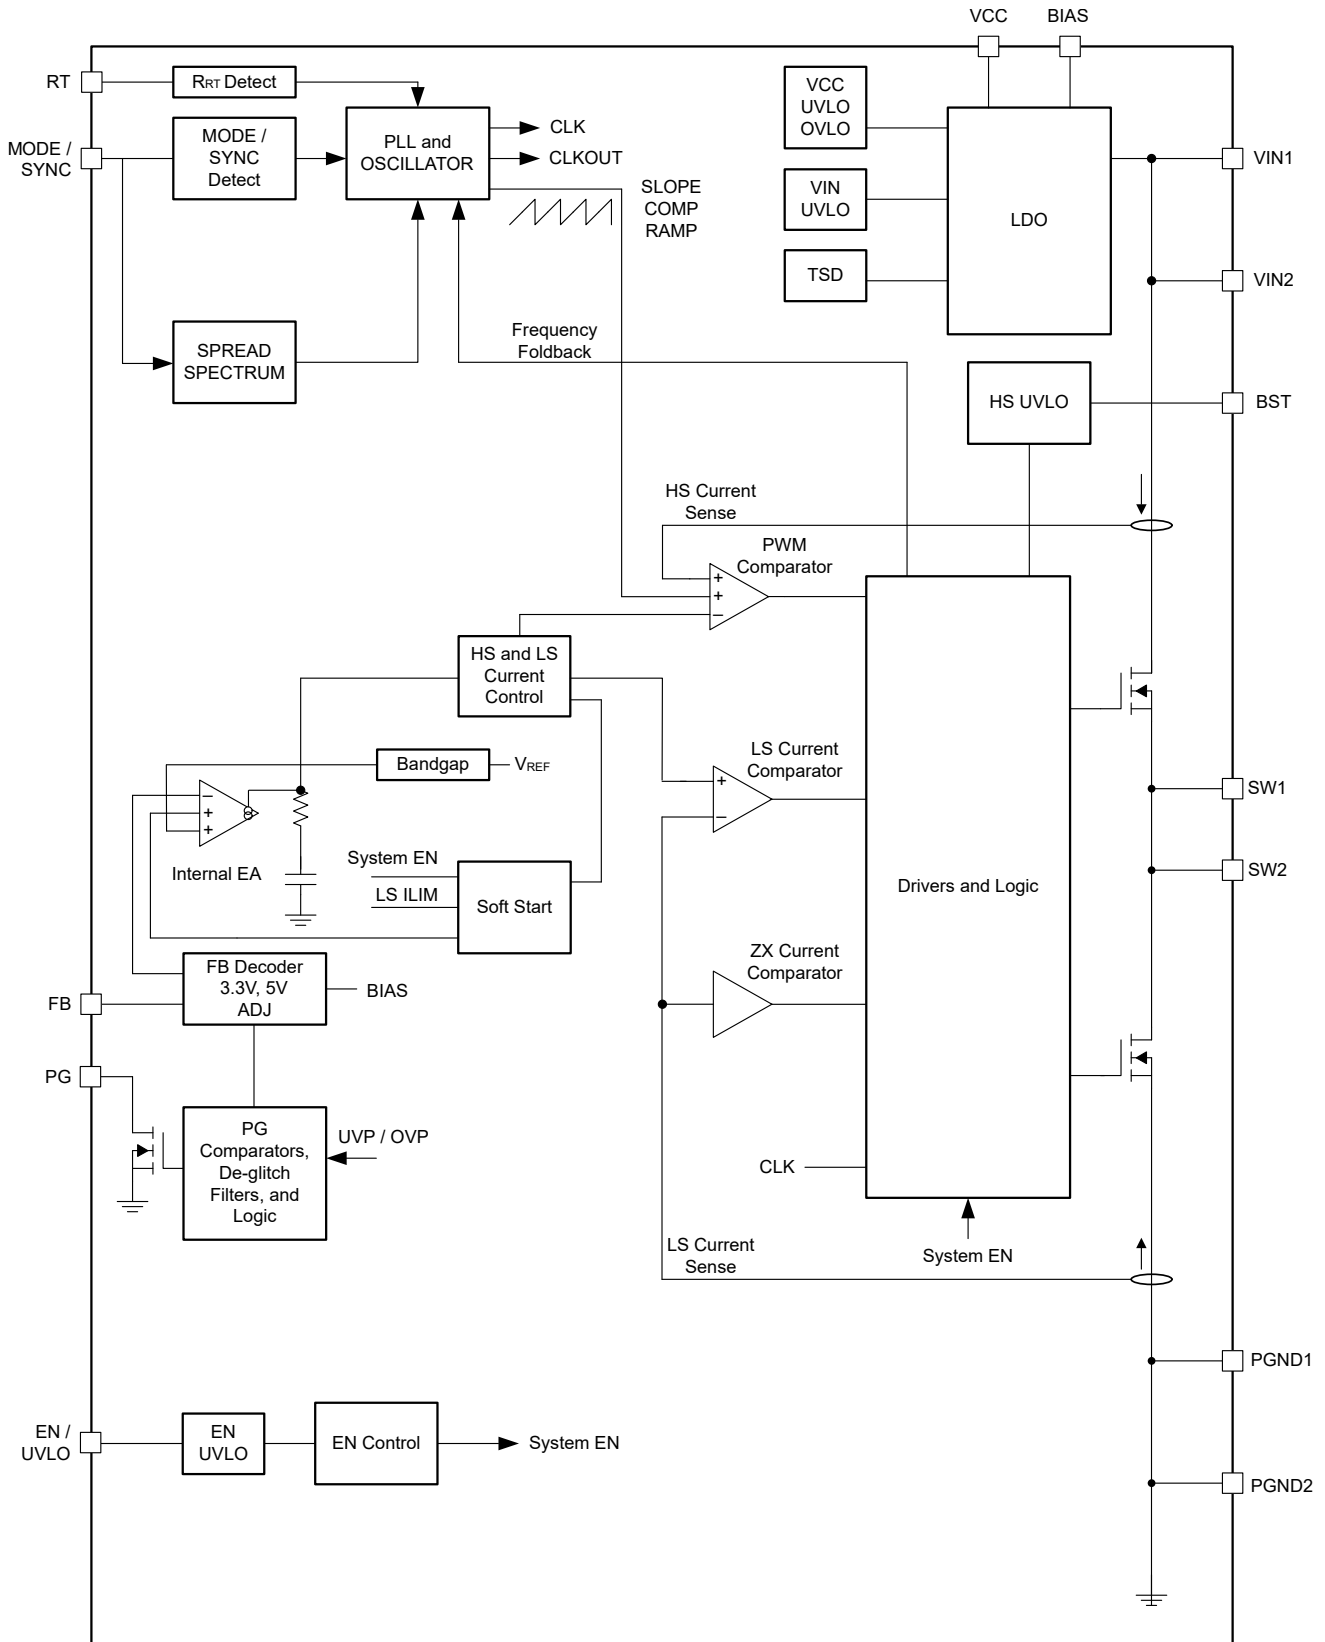 VCC
BIAS
RT
RRT Detect
MODE /
SYNC
MODE /
SYNC
Detect
PLL and
OSCILLATOR
CLK
CLKOUT
SLOPE
COMP
RAMP
VCC
UVLO
OVLO
VIN
UVLO
TSD
LDO
VIN1
VIN2
SPREAD
SPECTRUM
Frequency
Foldback
HS UVLO
BST
HS Current
Sense
PWM
Comparator
+
+
–
HS and LS
Current
Control
Bandgap
VREF
–
+
+
Internal EA
LS Current
Comparator
+
–
SW1
SW2
System EN
LS ILIM
Soft Start
Drivers and Logic
ZX Current
Comparator
FB
FB Decoder
3.3V, 5V
ADJ
BIAS
PG
PG
Comparators,
De-glitch
Filters, and
Logic
UVP / OVP
CLK
System EN
LS Current
Sense
PGND1
EN /
UVLO
EN
UVLO
EN Control
System EN
PGND2